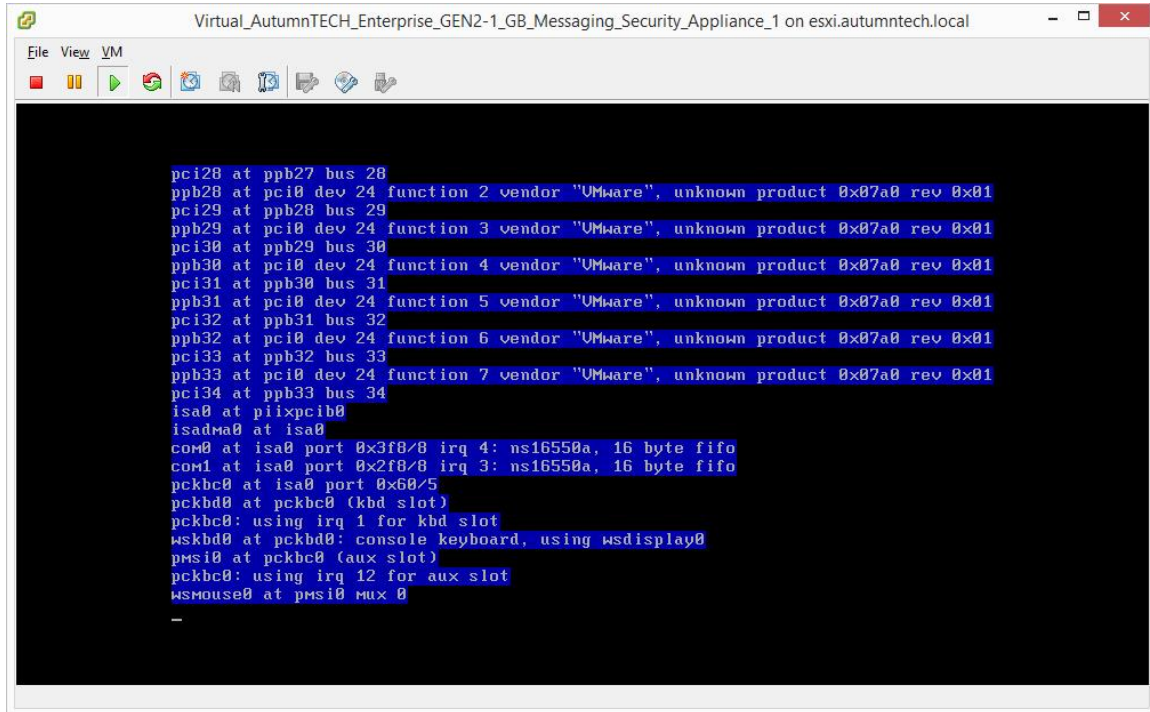 Virtual_AutumnTECH_Enterprise_GEN2-1_GB_Messaging_Security_Appliance_1 on esxi.autumntech.local
File View VM
pci28 at ppb27 bus 28
ppb28 at pci0 dev 24 function 2 vendor "VMware", unknown product 0x07a0 rev 0x01
pci29 at ppb28 bus 29
ppb29 at pci0 dev 24 function 3 vendor "VMware", unknown product 0x07a0 rev 0x01
pci30 at ppb29 bus 30
ppb30 at pci0 dev 24 function 4 vendor "VMware", unknown product 0x07a0 rev 0x01
pci31 at ppb30 bus 31
ppb31 at pci0 dev 24 function 5 vendor "VMware", unknown product 0x07a0 rev 0x01
pci32 at ppb31 bus 32
ppb32 at pci0 dev 24 function 6 vendor "VMware", unknown product 0x07a0 rev 0x01
pci33 at ppb32 bus 33
ppb33 at pci0 dev 24 function 7 vendor "VMware", unknown product 0x07a0 rev 0x01
pci34 at ppb33 bus 34
isa0 at piixpcib0
isadma0 at isa0
com0 at isa0 port 0x3f8/8 irq 4: ns16550a, 16 byte fifo
com1 at isa0 port 0x2f8/8 irq 3: ns16550a, 16 byte fifo
pckbc0 at isa0 port 0x60/5
pckbd0 at pckbc0 (kbd slot)
pckbc0: using irq 1 for kbd slot
wskbd0 at pckbd0: console keyboard, using wsdisplay0
pmsi0 at pckbc0 (aux slot)
pckbc0: using irq 12 for aux slot
wsmouse0 at pmsi0 mux 0